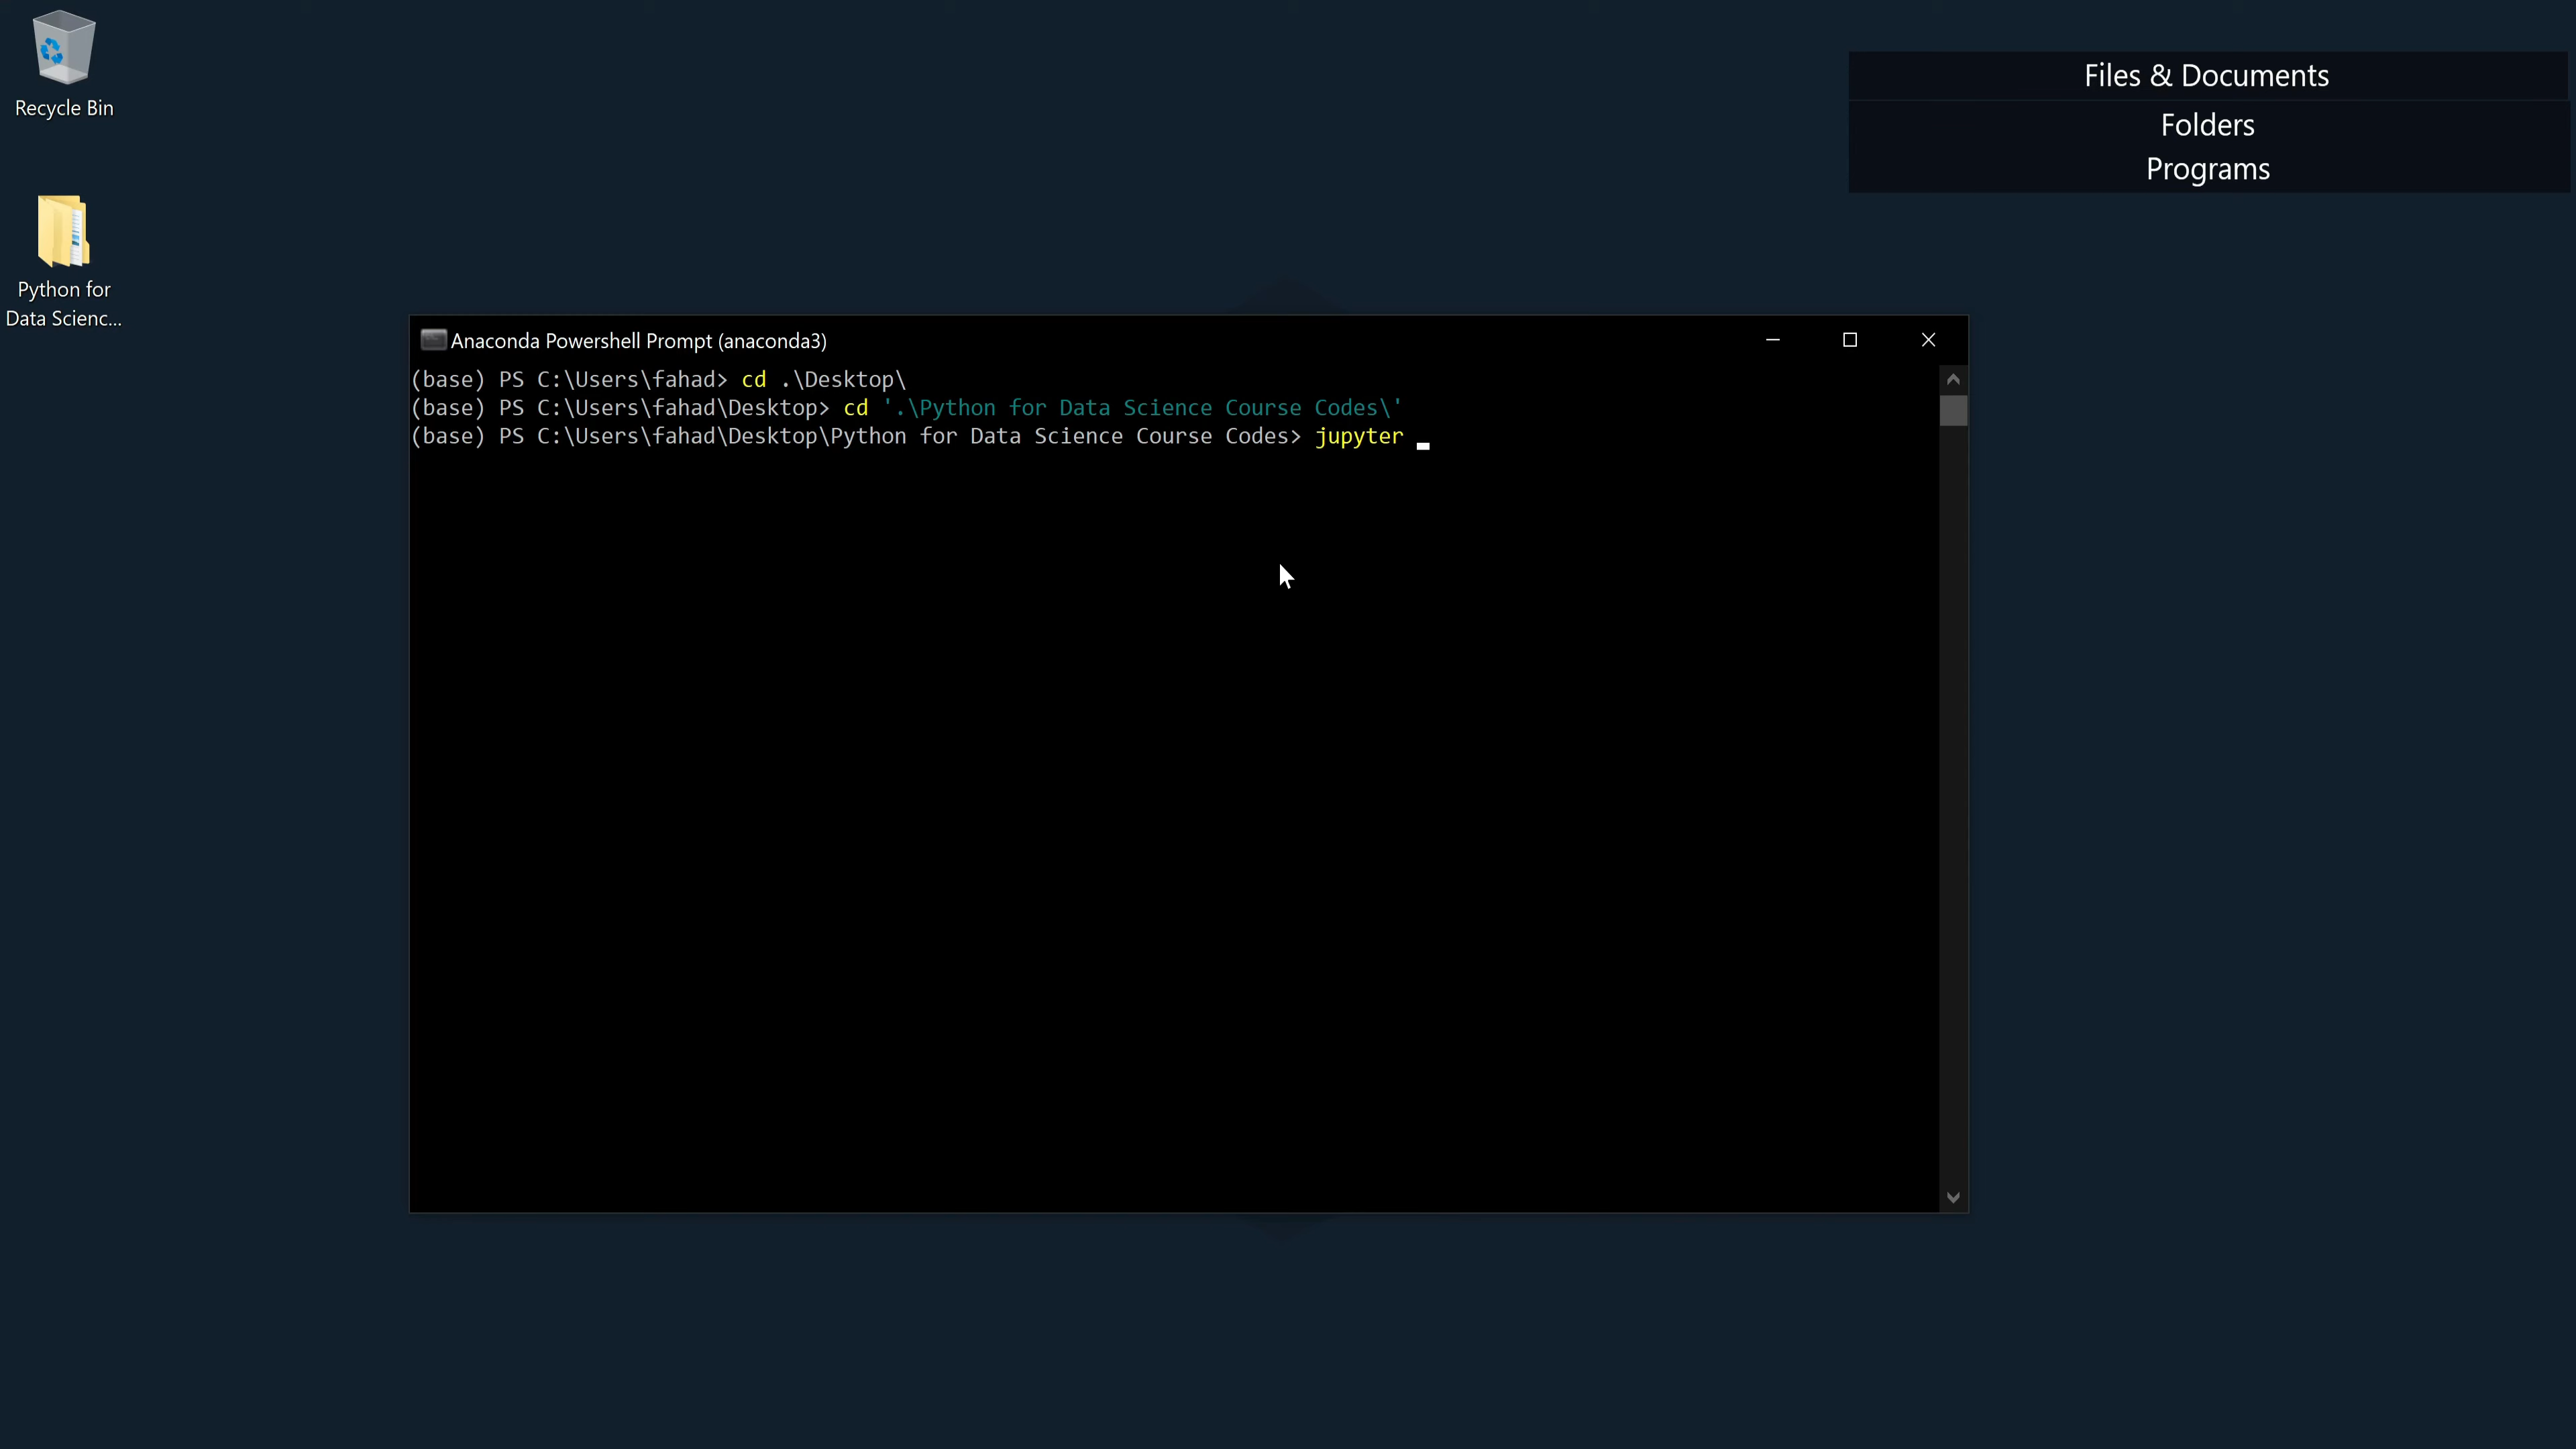 Recycle Bin
Python for
Data Scienc...
Files & Documents
Folders
Programs
Anaconda Powershell Prompt (anaconda3)
(base) PS C:\Users\fahad> cd .\Desktop\
(base) PS C:\Users\fahad\Desktop> cd '.\Python for Data Science Course Codes\'
(base) PS C:\Users\fahad\Desktop\Python for Data Science Course Codes> jupyter